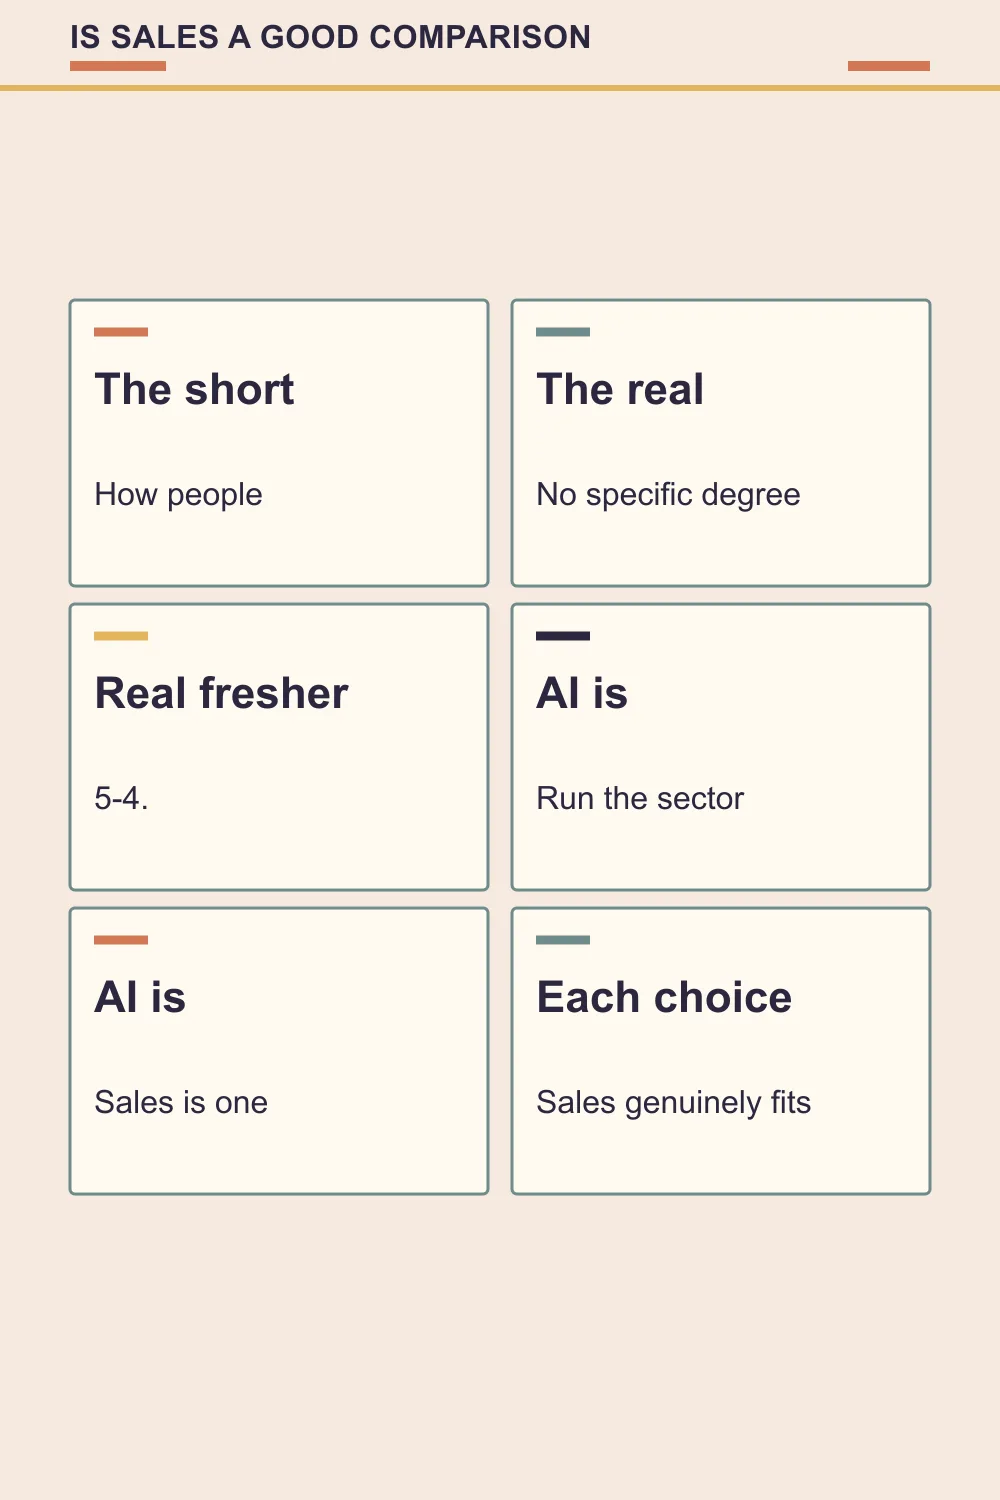 IS SALES A GOOD COMPARISON
The short
How people
The real
No specific degree
Real fresher
5-4.
AI is
Run the sector
AI is
Sales is one
Each choice
Sales genuinely fits